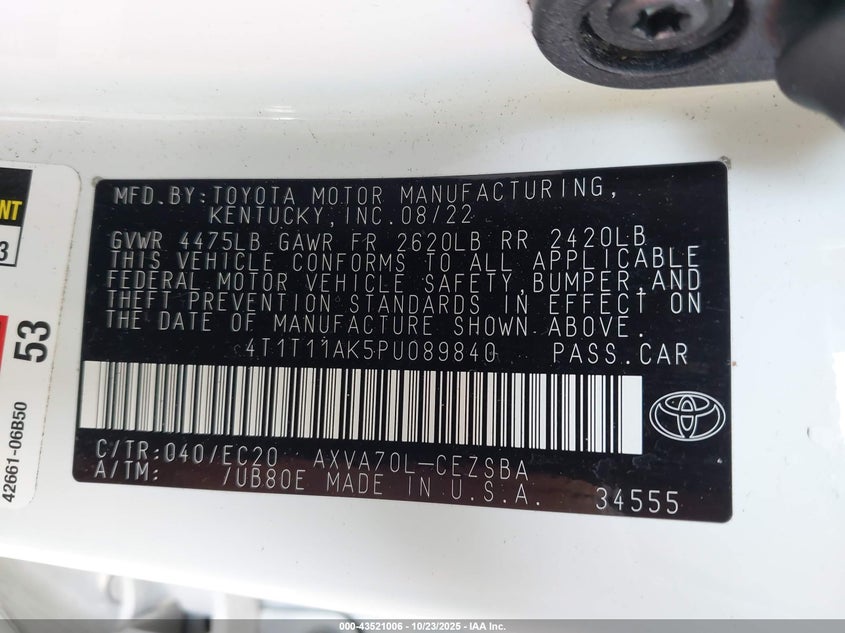 MFD.BY:TOYOTA MOTOR MANUFACTURING,
KENTUCKY,INC.08/22
GVWR 4475LB GAWR FR 2620LB RR 2420LB
THIS VEHICLE CONFORMS TO ALL APPLICABLE
FEDERAL MOTOR VEHICLE SAFETY,BUMPER,AND
THEFT PREVENTION STANDARDS IN EFFECT ON
THE DATE OF MANUFACTURE SHOWN ABOVE.
4T1T11AK5PU089840 PASS.CAR
C/TR:040/EC20 AXVA70L-CEZSBA
A/TM: /UB80E MADE IN U.S.A. 34555
53
42661-06B50
3
000-43521006 - 10/23/2025 - IAA Inc.